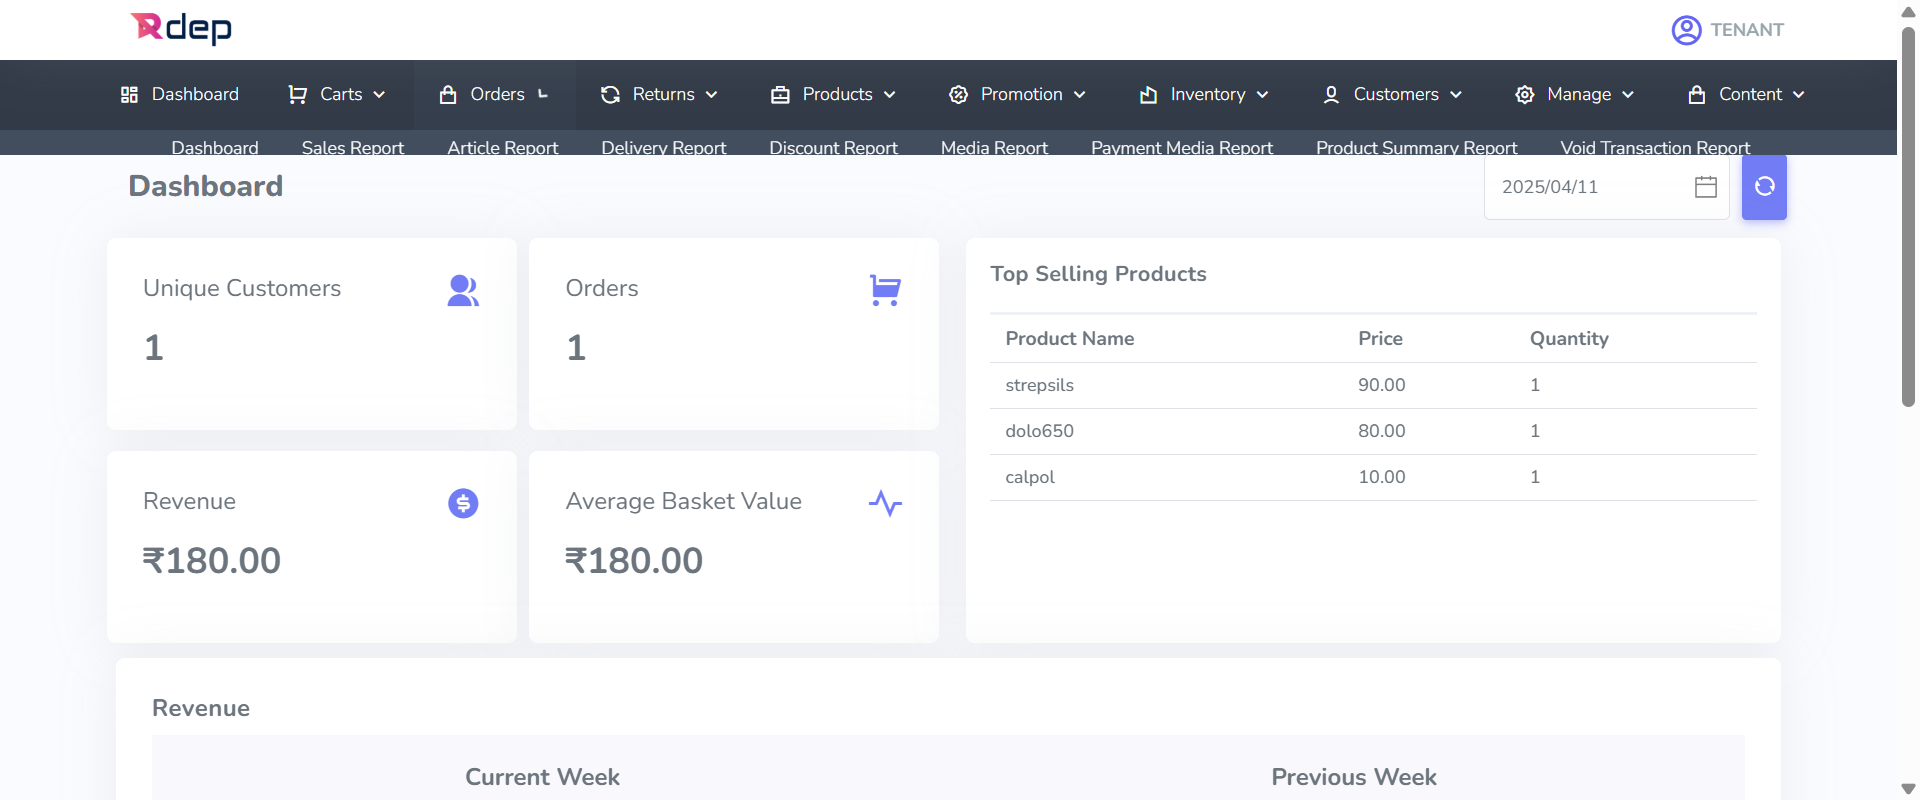 Rdep
TENANT
Dashboard Carts Orders Returns Products Promotion Inventory Customers Manage Content
Dashboard Sales Report Article Report Delivery Report Discount Report Media Report Payment Media Report Product Summary Report Void Transaction Report
Dashboard
2025/04/11
Unique Customers
1
Orders
1
Revenue
₹180.00
Average Basket Value
₹180.00
Top Selling Products
Product Name Price Quantity
strepsils 90.00 1
dolo650 80.00 1
calpol 10.00 1
Revenue
Current Week Previous Week